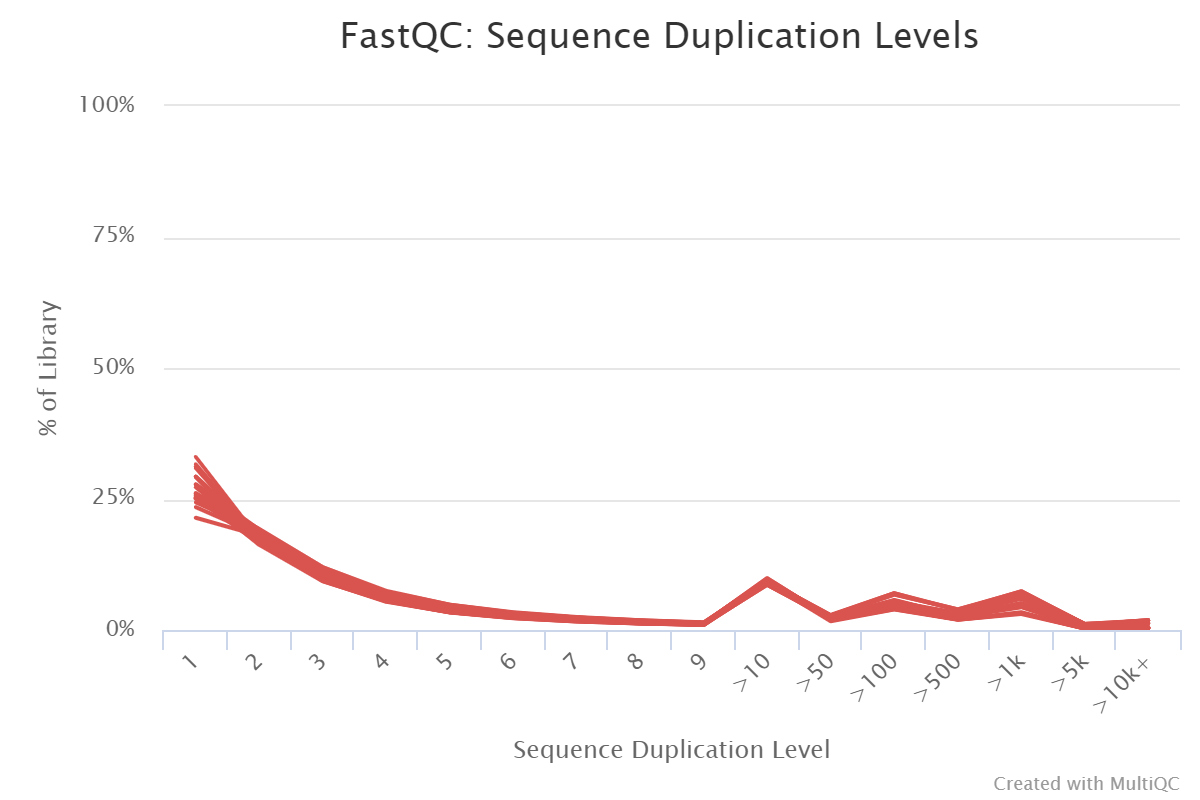 FastQC: Sequence Duplication Levels
100%
75%
50%
25%
0%
% of Library
1
2
3
4
5
6
7
8
9
>10
>50
>100
>500
>1k
>5k
>10k+
Sequence Duplication Level
Created with MultiQC